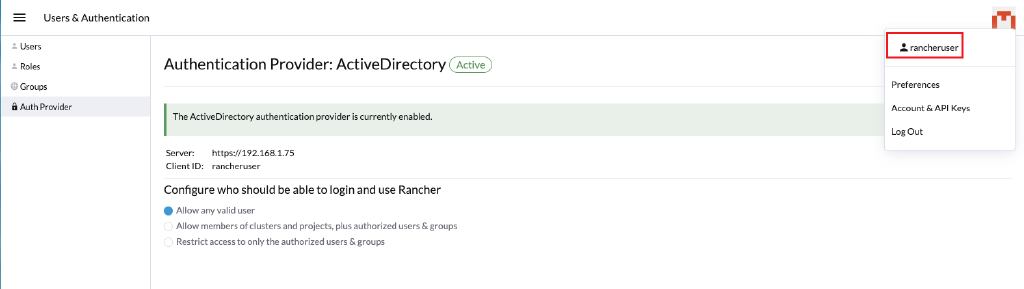 Users & Authentication
rancheruser
Preferences
Account & API Keys
Log Out
Users
Roles
Groups
Auth Provider
Authentication Provider: ActiveDirectory Active
The ActiveDirectory authentication provider is currently enabled.
Server: https://192.168.1.75
Client ID: rancheruser
Configure who should be able to login and use Rancher
Allow any valid user
Allow members of clusters and projects, plus authorized users & groups
Restrict access to only the authorized users & groups